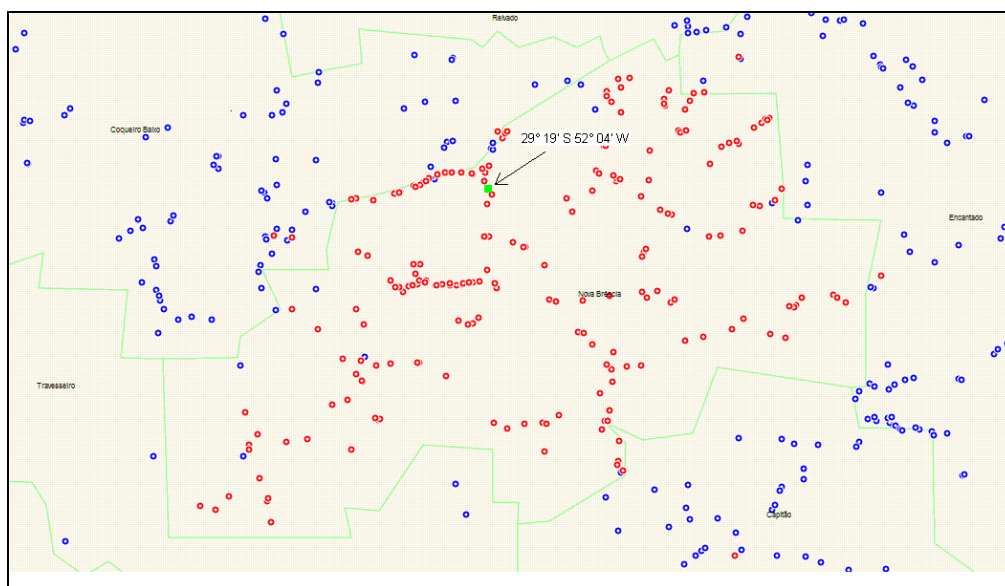 Relvado
Coqueiro Baixo
29° 19' S 52° 04' W
Encantado
Nova Bréscia
Travesseiro
Capitão